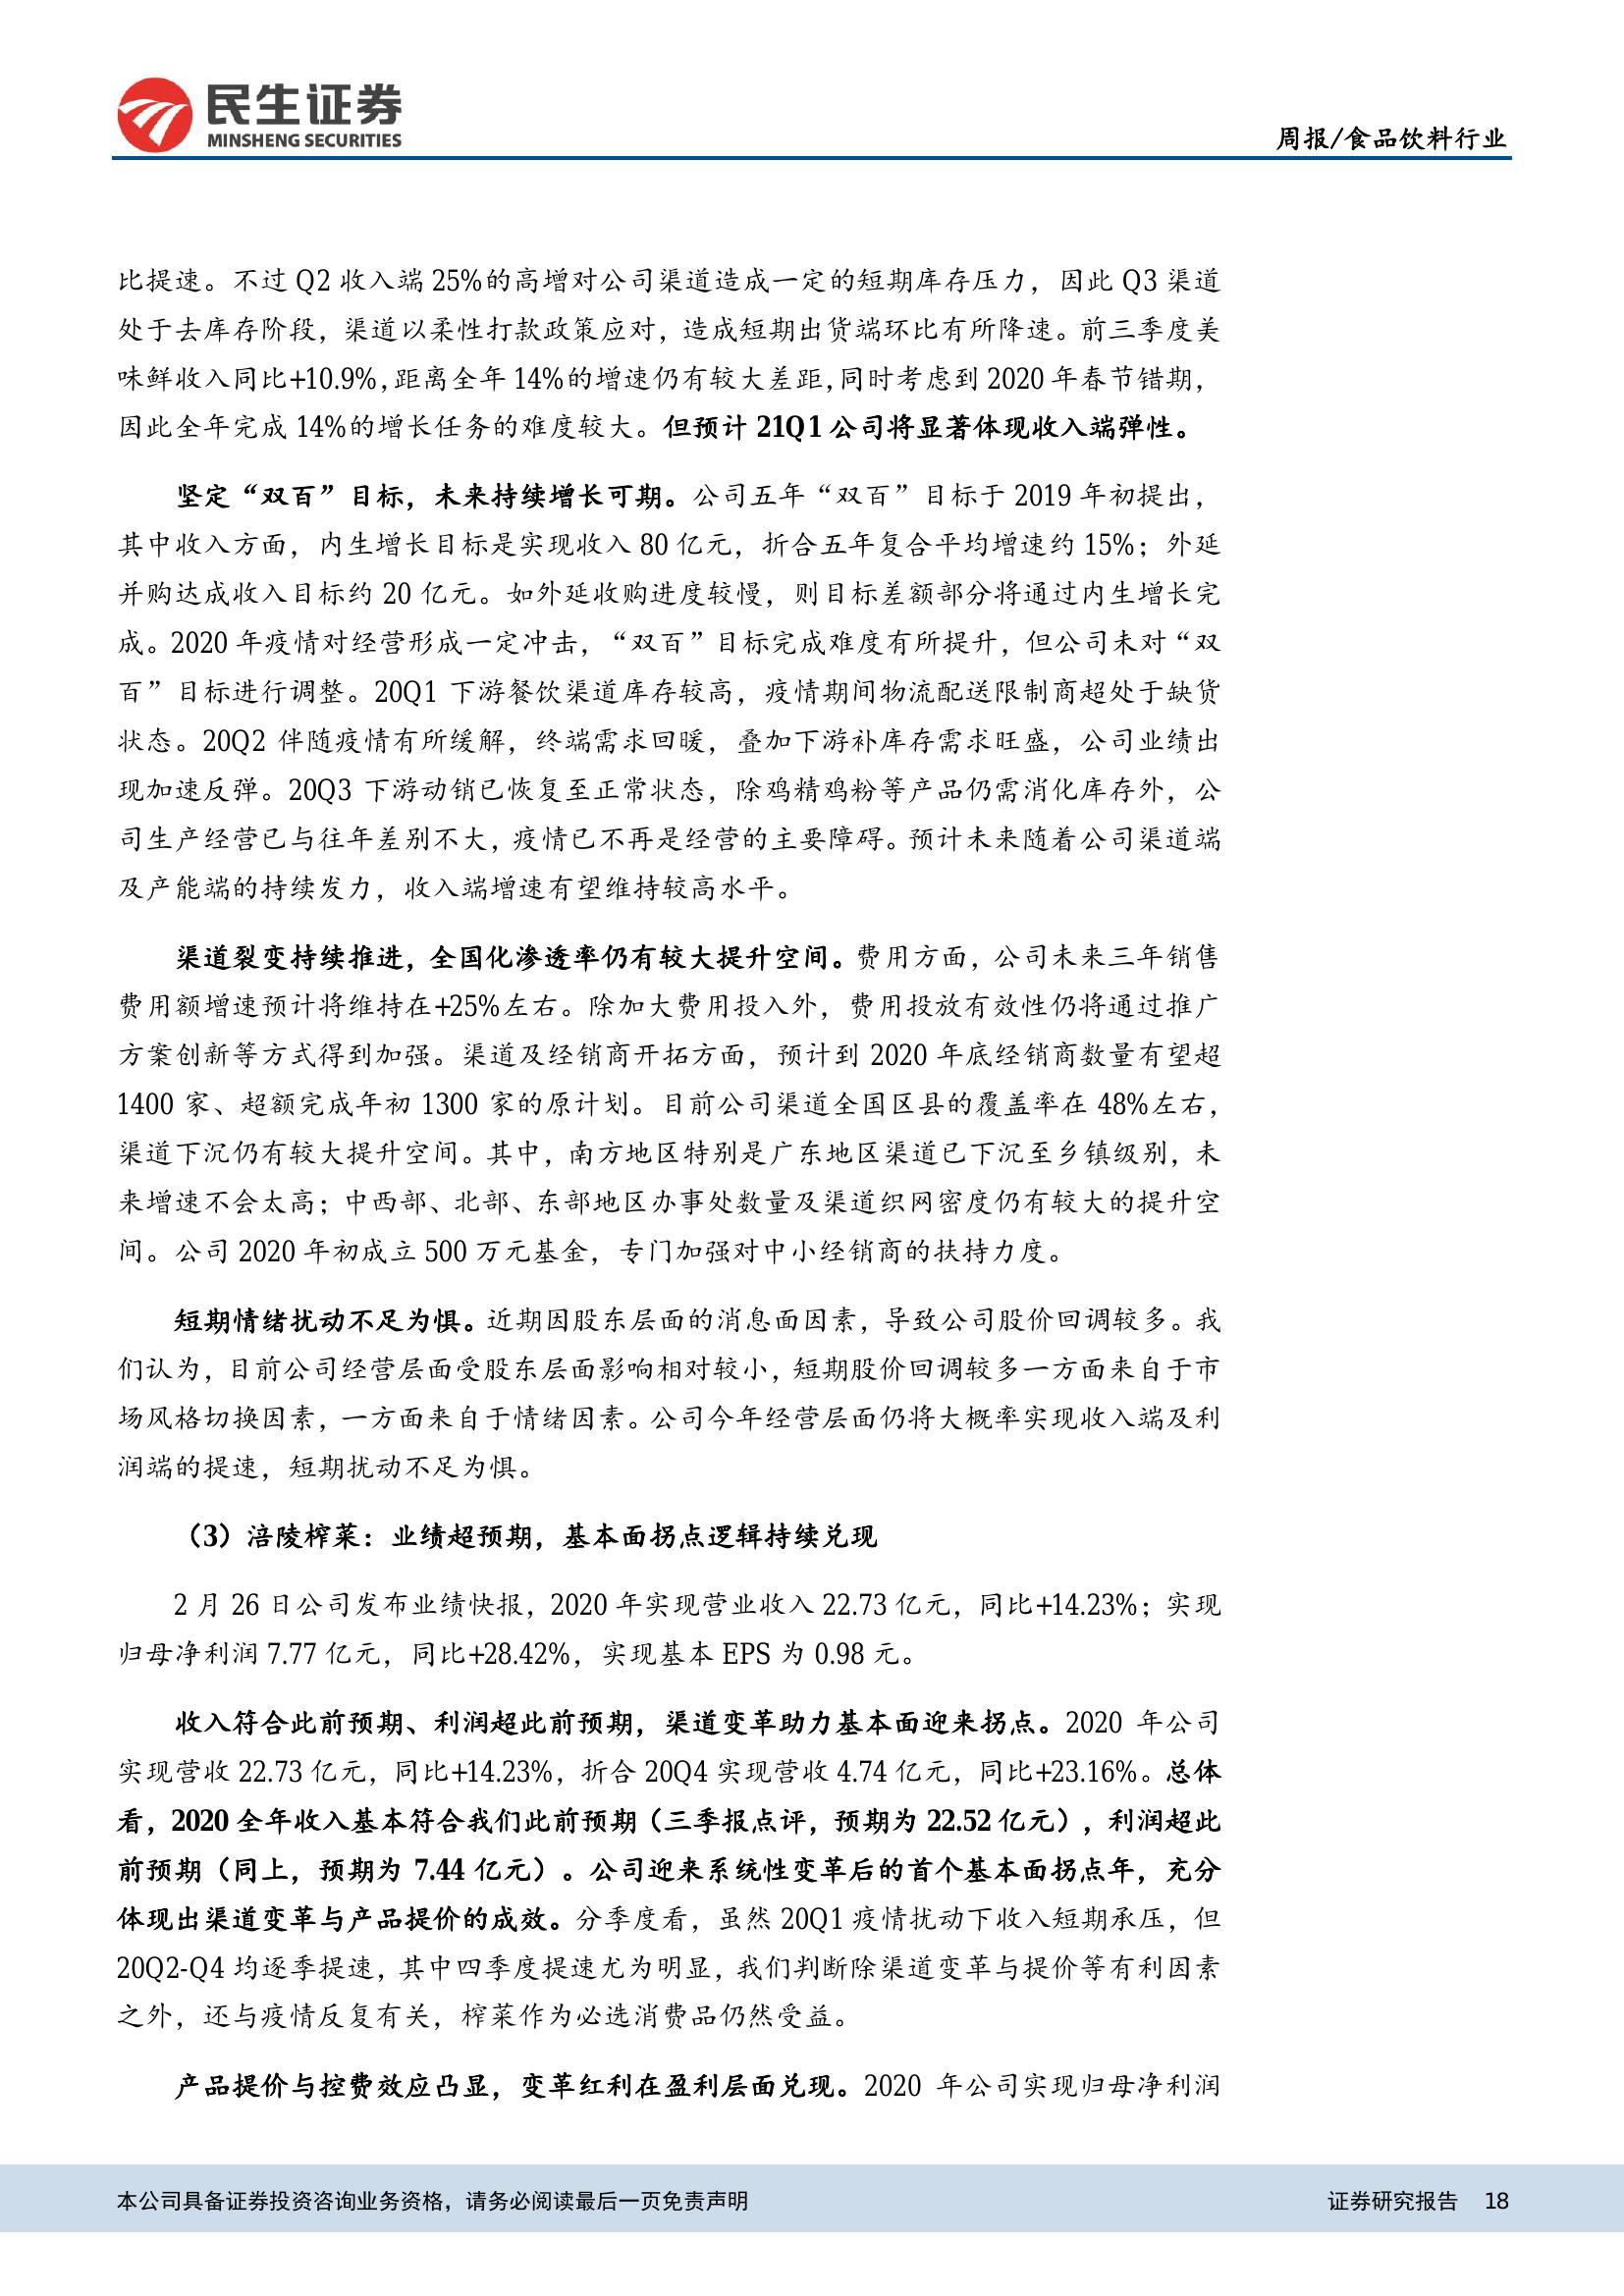 民生证券
MINSHENG SECURITIES
周报/食品饮料行业
比提速。不过 Q2 收入端 25%的高增对公司渠道造成一定的短期库存压力，因此 Q3 渠道
处于去库存阶段，渠道以柔性打款政策应对，造成短期出货端环比有所降速。前三季度美
味鲜收入同比+10.9%，距离全年 14%的增速仍有较大差距，同时考虑到 2020 年春节错期，
因此全年完成 14%的增长任务的难度较大。但预计 21Q1 公司将显著体现收入端弹性。
坚定“双百”目标，未来持续增长可期。公司五年“双百”目标于 2019 年初提出，
其中收入方面，内生增长目标是实现收入 80 亿元，折合五年复合平均增速约 15%；外延
并购达成收入目标约 20 亿元。如外延收购进度较慢，则目标差额部分将通过内生增长完
成。2020 年疫情对经营形成一定冲击，“双百”目标完成难度有所提升，但公司未对“双
百”目标进行调整。20Q1 下游餐饮渠道库存较高，疫情期间物流配送限制商超处于缺货
状态。20Q2 伴随疫情有所缓解，终端需求回暖，叠加下游补库存需求旺盛，公司业绩出
现加速反弹。20Q3 下游动销已恢复至正常状态，除鸡精鸡粉等产品仍需消化库存外，公
司生产经营已与往年差别不大，疫情已不再是经营的主要障碍。预计未来随着公司渠道端
及产能端的持续发力，收入端增速有望维持较高水平。
渠道裂变持续推进，全国化渗透率仍有较大提升空间。费用方面，公司未来三年销售
费用额增速预计将维持在+25%左右。除加大费用投入外，费用投放有效性仍将通过推广
方案创新等方式得到加强。渠道及经销商开拓方面，预计到 2020 年底经销商数量有望超
1400 家、超额完成年初 1300 家的原计划。目前公司渠道全国区县的覆盖率在 48%左右，
渠道下沉仍有较大提升空间。其中，南方地区特别是广东地区渠道已下沉至乡镇级别，未
来增速不会太高；中西部、北部、东部地区办事处数量及渠道织网密度仍有较大的提升空
间。公司 2020 年初成立 500 万元基金，专门加强对中小经销商的扶持力度。
短期情绪扰动不足为惧。近期因股东层面的消息面因素，导致公司股价回调较多。我
们认为，目前公司经营层面受股东层面影响相对较小，短期股价回调较多一方面来自于市
场风格切换因素，一方面来自于情绪因素。公司今年经营层面仍将大概率实现收入端及利
润端的提速，短期扰动不足为惧。
（3）涪陵榨菜：业绩超预期，基本面拐点逻辑持续兑现
2 月 26 日公司发布业绩快报，2020 年实现营业收入 22.73 亿元，同比+14.23%；实现
归母净利润 7.77 亿元，同比+28.42%，实现基本 EPS 为 0.98 元。
收入符合此前预期、利润超此前预期，渠道变革助力基本面迎来拐点。2020 年公司
实现营收 22.73 亿元，同比+14.23%，折合 20Q4 实现营收 4.74 亿元，同比+23.16%。总体
看，2020 全年收入基本符合我们此前预期（三季报点评，预期为 22.52 亿元），利润超此
前预期（同上，预期为 7.44 亿元）。公司迎来系统性变革后的首个基本面拐点年，充分
体现出渠道变革与产品提价的成效。分季度看，虽然 20Q1 疫情扰动下收入短期承压，但
20Q2-Q4 均逐季提速，其中四季度提速尤为明显，我们判断除渠道变革与提价等有利因素
之外，还与疫情反复有关，榨菜作为必选消费品仍然受益。
产品提价与控费效应凸显，变革红利在盈利层面兑现。2020 年公司实现归母净利润
本公司具备证券投资咨询业务资格，请务必阅读最后一页免责声明
证券研究报告 18